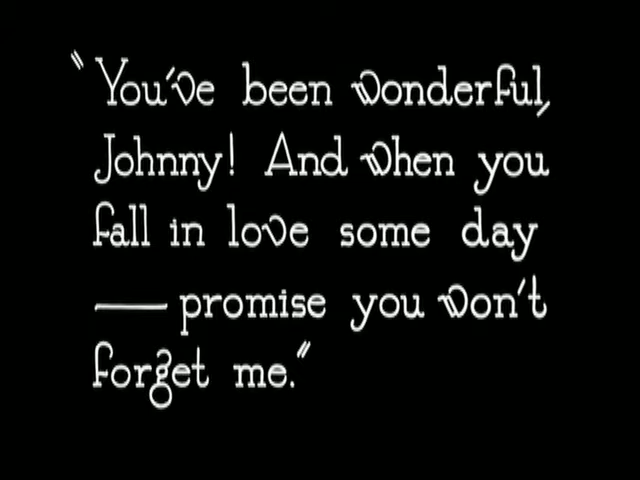 "You've been wonderful,
Johnny! And when you
fall in love some day
— promise you won't
forget me."